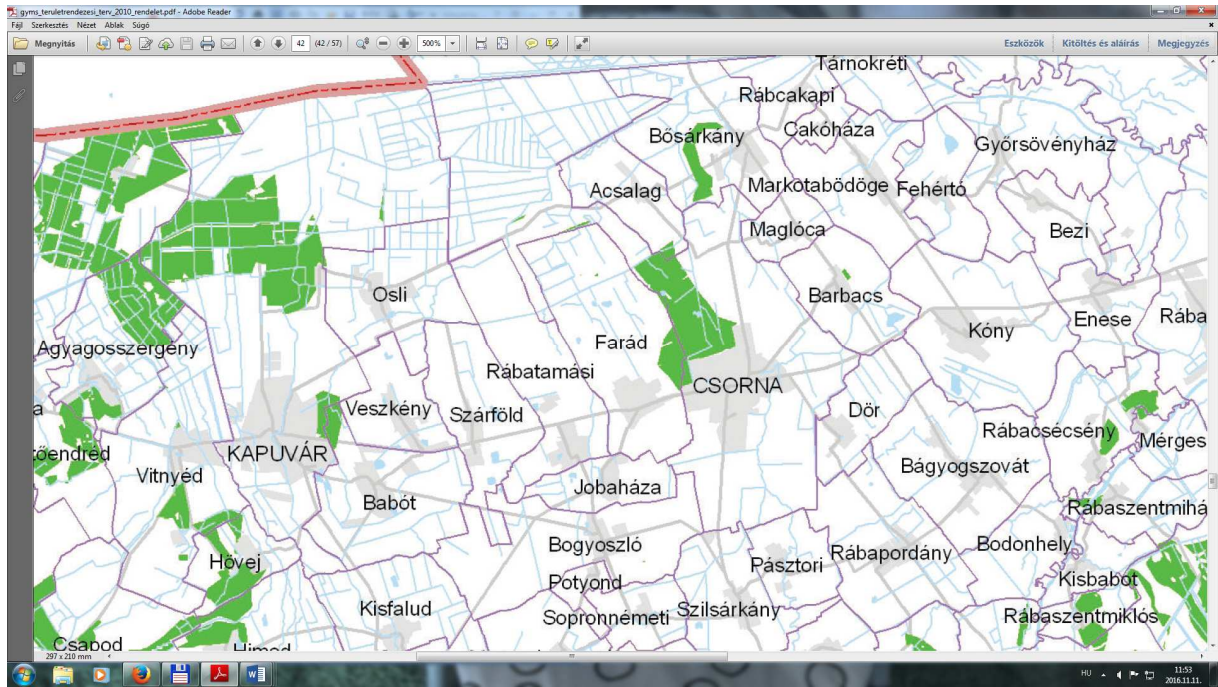 gyms_teruletrendezesi_terv_2010_rendelet.pdf - Adobe Reader
Fájl Szerkesztés Nézet Ablak Súgó
Megnyitás 42 (42 / 57) 500% Eszközök Kitöltés és aláírás Megjegyzés
Tárnokréti
Rábcakapi
Bősárkány Cakóháza
Győrsövényház
Acsalag Markotabödöge Fehértó
Maglóca Bezi
Osli Barbacs
Kóny Enese Rába
Agyagosszergény Farád
Rábatamási CSORNA
a Veszkény Szárföld Dör
Rábacsécsény Mérges
őendréd KAPUVÁR
Vitnyéd Bágyogszovát
Babót Jobaháza
Rábaszentmihá
Hövej Bogyoszló Pásztori Rábapordány Bodonhely
Potyond Kisbabot
Kisfalud Sopronnémeti Szilsárkány Rábaszentmiklós
Csapod Himod
297 x 210 mm
HU 11:53
2016.11.11.